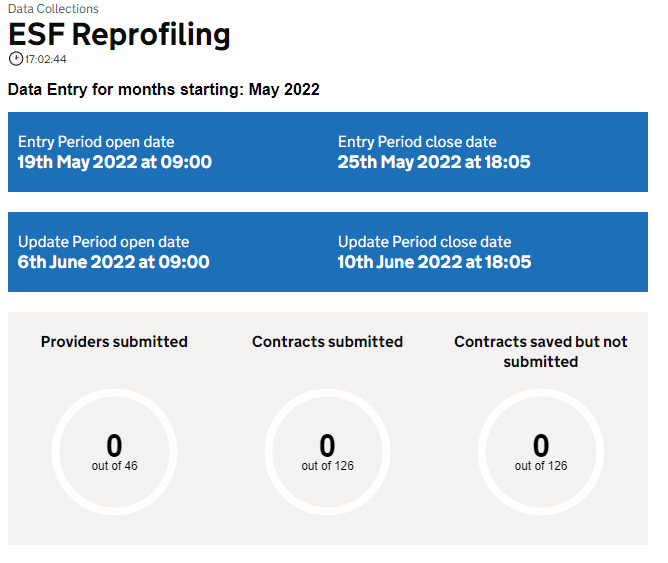 Data Collections
ESF Reprofiling
17:02:44
Data Entry for months starting: May 2022
Entry Period open date
19th May 2022 at 09:00
Entry Period close date
25th May 2022 at 18:05
Update Period open date
6th June 2022 at 09:00
Update Period close date
10th June 2022 at 18:05
Providers submitted
0
out of 46
Contracts submitted
0
out of 126
Contracts saved but not
submitted
0
out of 126